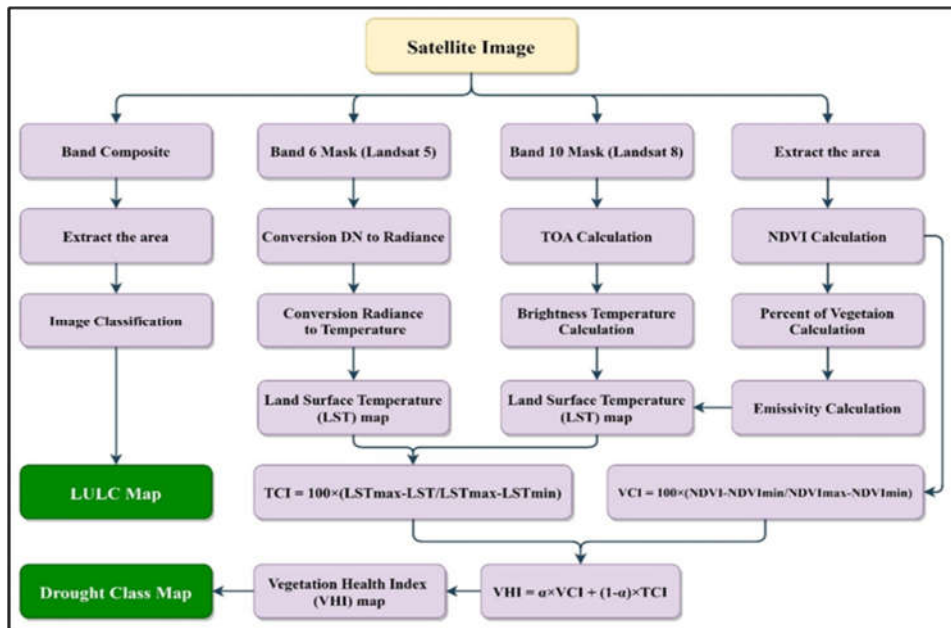 Satellite Image
Band Composite
Band 6 Mask (Landsat 5)
Band 10 Mask (Landsat 8)
Extract the area
Extract the area
Conversion DN to Radiance
TOA Calculation
NDVI Calculation
Image Classification
Conversion Radiance
to Temperature
Brightness Temperature
Calculation
Percent of Vegetaion
Calculation
Land Surface Temperature
(LST) map
Land Surface Temperature
(LST) map
Emissivity Calculation
LULC Map
TCI = 100×(LSTmax-LST/LSTmax-LSTmin)
VCI = 100×(NDVI-NDVImin/NDVImax-NDVImin)
Drought Class Map
Vegetation Health Index
(VHI) map
VHI = α×VCI + (1-α)×TCI